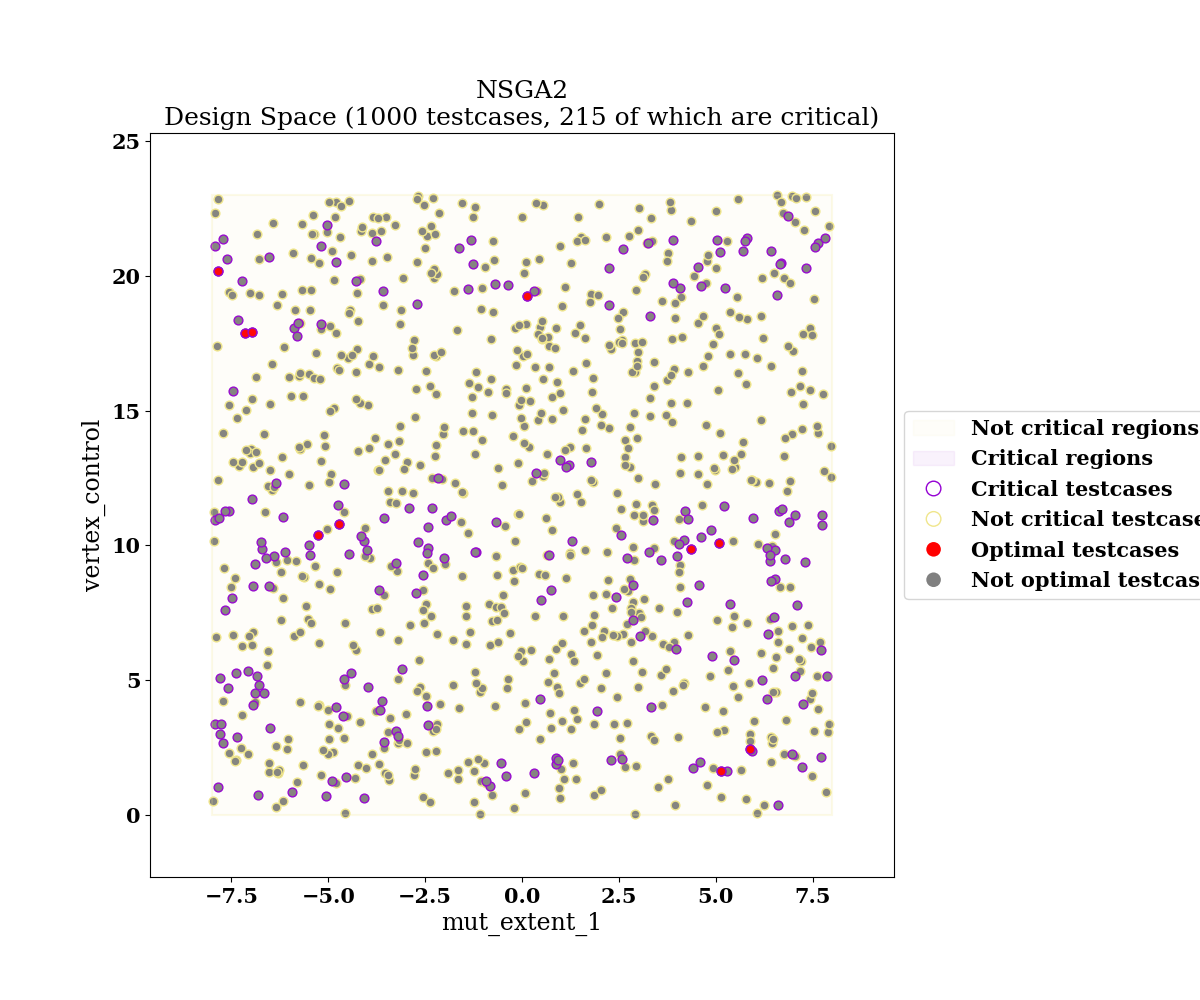 NSGA2
Design Space (1000 testcases, 215 of which are critical)
25
20
15
10
5
0
vertex_control
−7.5 −5.0 −2.5 0.0 2.5 5.0 7.5
mut_extent_1
Not critical regions
Critical regions
Critical testcases
Not critical testcase
Optimal testcases
Not optimal testcas